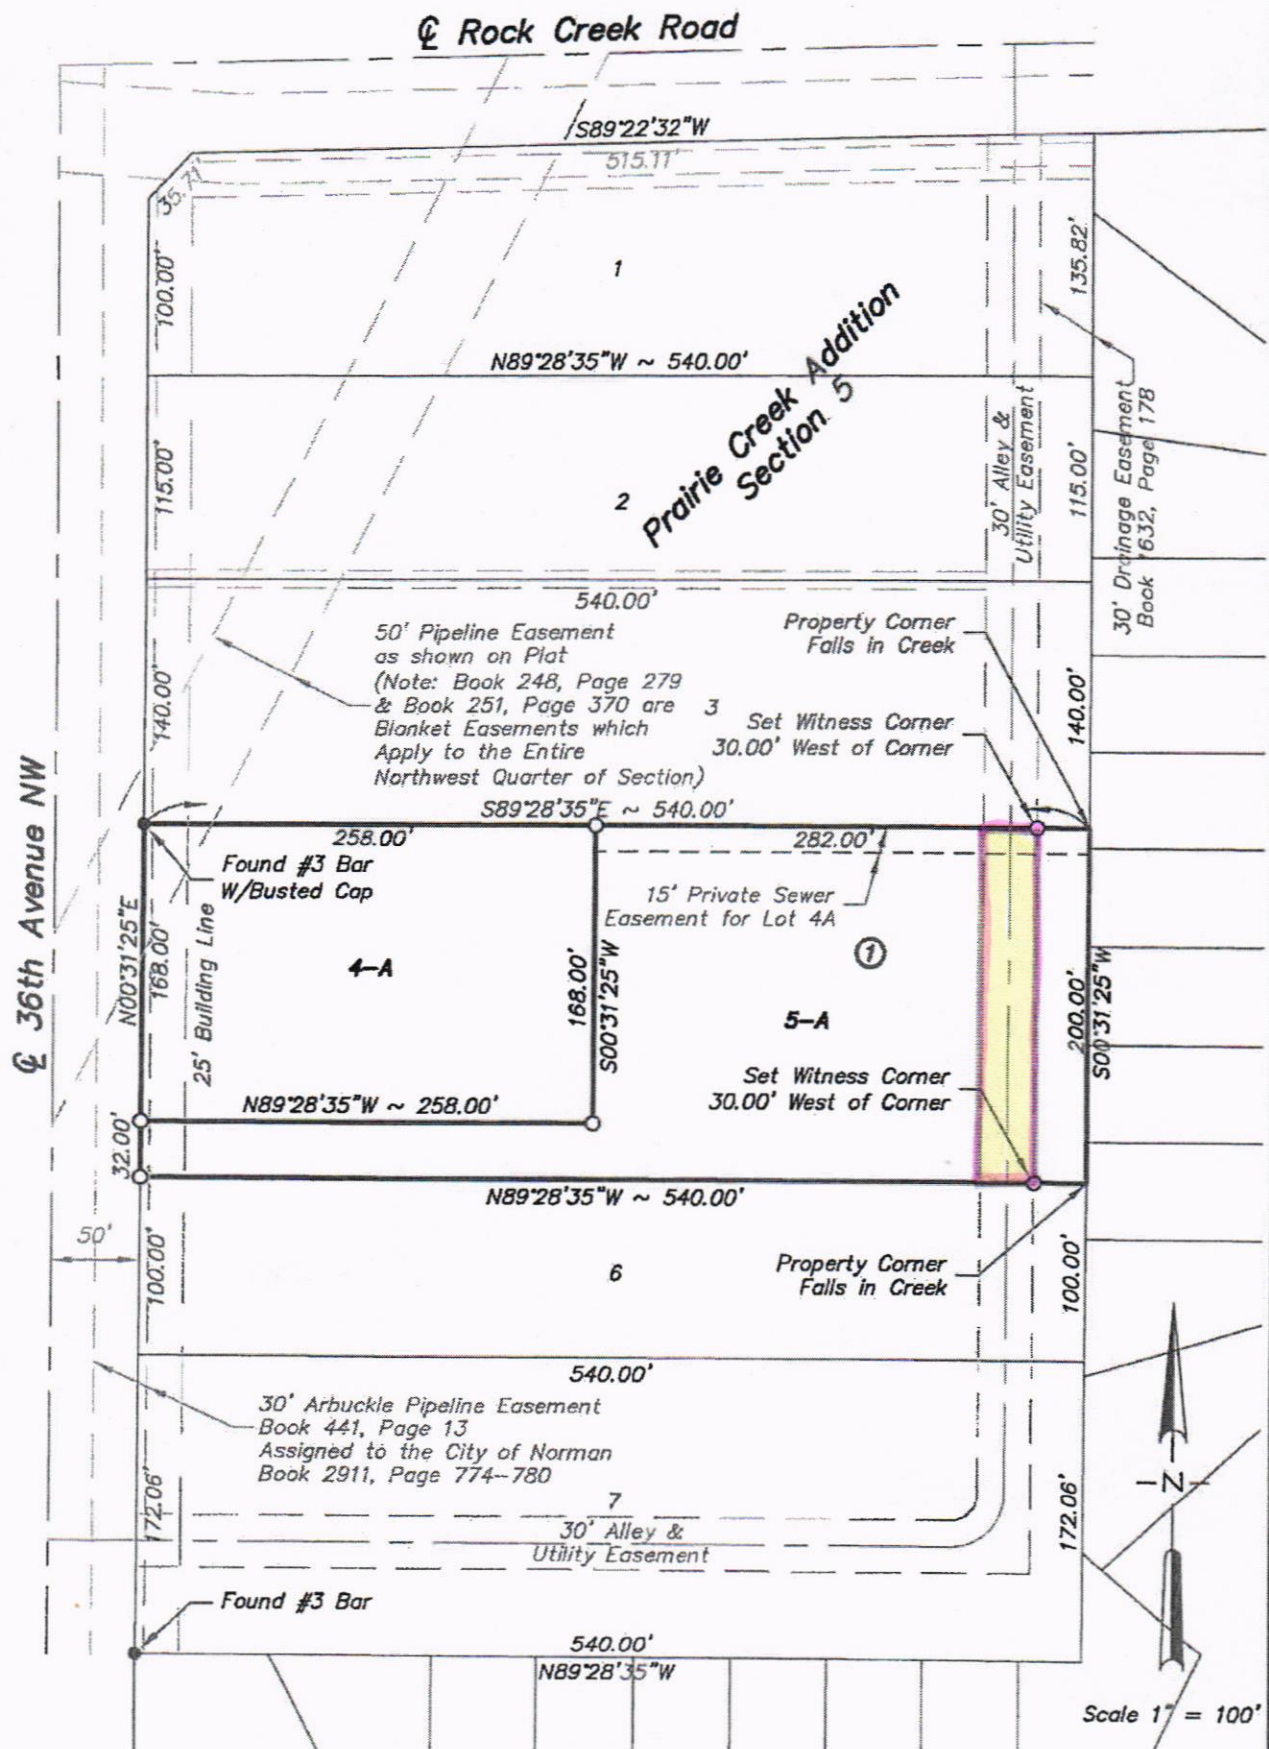 ℄ Rock Creek Road
S89°22'32"W
515.11'
35.71'
100.00'
1
135.82'
N89°28'35"W ~ 540.00'
Prairie Creek Addition
Section 5
115.00'
2
30' Alley &
Utility Easement
115.00'
30' Drainage Easement
Book 1632, Page 178
540.00'
50' Pipeline Easement
as shown on Plat
(Note: Book 248, Page 279
& Book 251, Page 370 are
Blanket Easements which
Apply to the Entire
Northwest Quarter of Section)
Property Corner
Falls in Creek
140.00'
3
Set Witness Corner
30.00' West of Corner
140.00'
℄ 36th Avenue NW
S89°28'35"E ~ 540.00'
258.00'
282.00'
Found #3 Bar
W/Busted Cap
15' Private Sewer
Easement for Lot 4A
N00°31'25"E
168.00'
25' Building Line
4-A
168.00'
S00°31'25"W
1
5-A
200.00'
S00°31'25"W
Set Witness Corner
30.00' West of Corner
N89°28'35"W ~ 258.00'
32.00'
N89°28'35"W ~ 540.00'
50'
100.00'
6
Property Corner
Falls in Creek
100.00'
540.00'
30' Arbuckle Pipeline Easement
Book 441, Page 13
Assigned to the City of Norman
Book 2911, Page 774-780
172.06'
7
30' Alley &
Utility Easement
172.06'
N
Found #3 Bar
540.00'
N89°28'35"W
Scale 1" = 100'